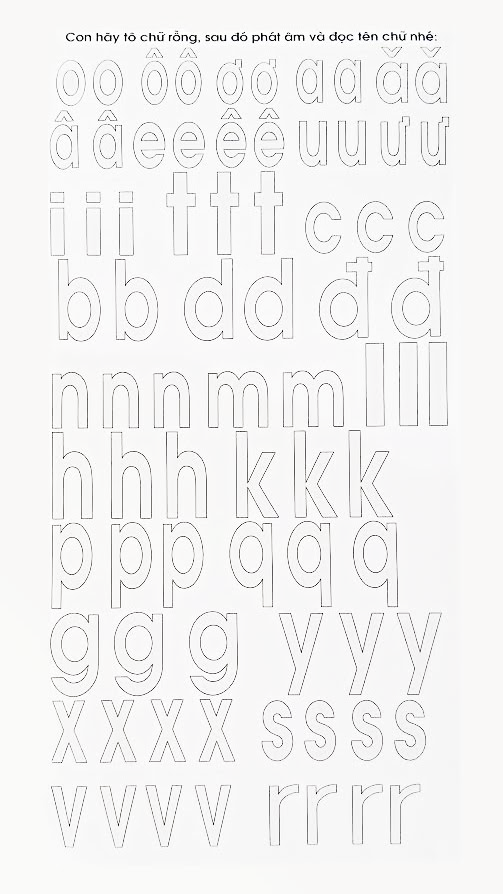 Con hãy tô chữ rỗng, sau đó phát âm và đọc tên chữ nhé:
o o ô ô ơ ơ a a ă ă
â â e e ê ê u u ư ư
i i i t t t c c c
b b d d đ đ
n n n m m l l l
h h h k k k
p p p q q q
g g g y y y
x x x x s s s s
v v v v r r r r